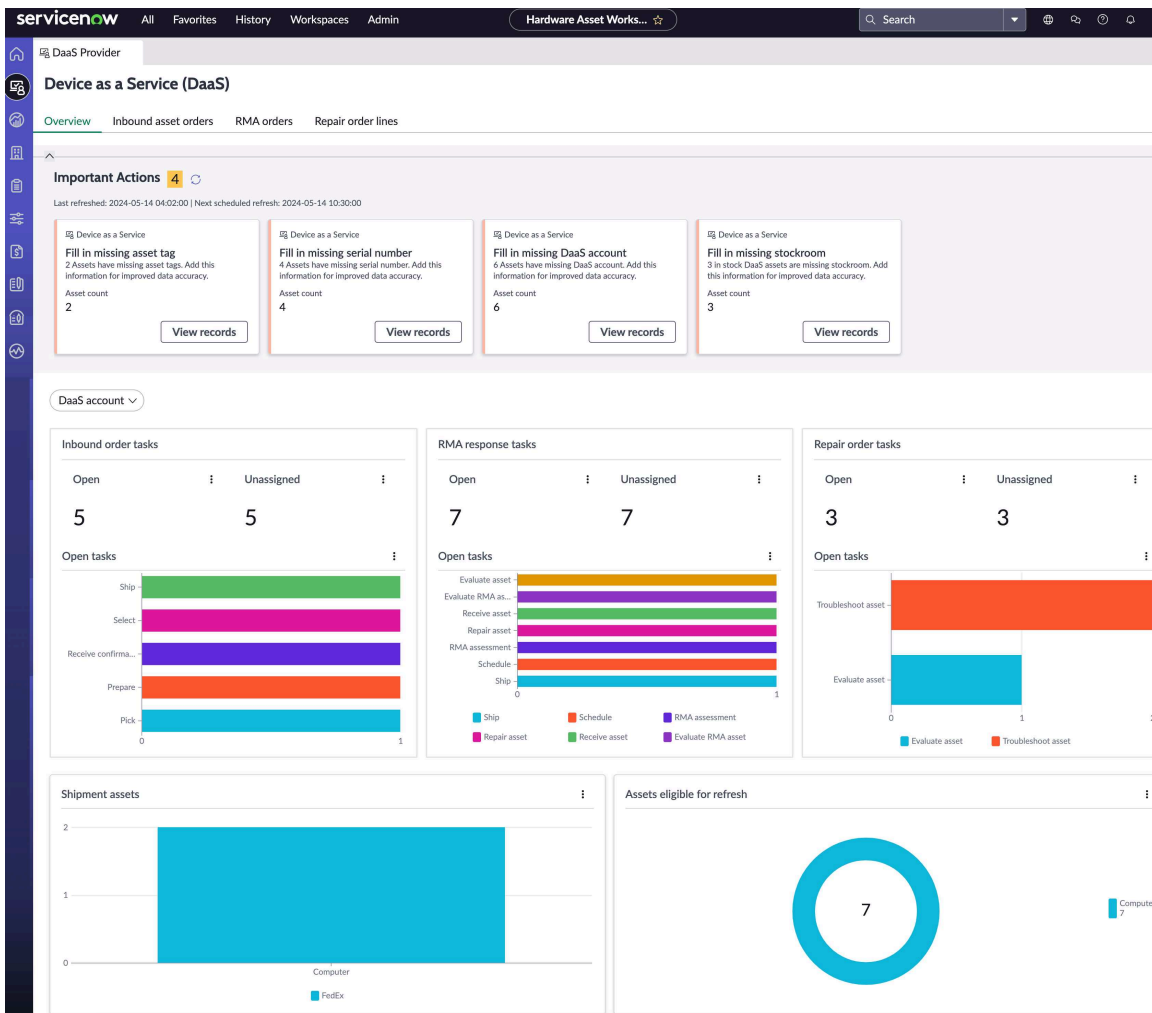 servicenow All Favorites History Workspaces Admin Hardware Asset Works... ☆ Search
DaaS Provider
Device as a Service (DaaS)
Overview Inbound asset orders RMA orders Repair order lines
Important Actions 4
Last refreshed: 2024-05-14 04:02:00 | Next scheduled refresh: 2024-05-14 10:30:00
Device as a Service
Fill in missing asset tag
2 Assets have missing asset tags. Add this
information for improved data accuracy.
Asset count
2
View records
Device as a Service
Fill in missing serial number
4 Assets have missing serial number. Add this
information for improved data accuracy.
Asset count
4
View records
Device as a Service
Fill in missing DaaS account
6 Assets have missing DaaS account. Add this
information for improved data accuracy.
Asset count
6
View records
Device as a Service
Fill in missing stockroom
3 in stock DaaS assets are missing stockroom. Add
this information for improved data accuracy.
Asset count
3
View records
DaaS account
Inbound order tasks
Open Unassigned
5 5
Open tasks
Ship
Select
Receive confirma...
Prepare
Pick
0 1
RMA response tasks
Open Unassigned
7 7
Open tasks
Evaluate asset
Evaluate RMA as...
Receive asset
Repair asset
RMA assessment
Schedule
Ship
0 1
Ship Schedule RMA assessment
Repair asset Receive asset Evaluate RMA asset
Repair order tasks
Open Unassigned
3 3
Open tasks
Troubleshoot asset
Evaluate asset
0 1
Evaluate asset Troubleshoot asset
Shipment assets
2
1
0
Computer
FedEx
Assets eligible for refresh
7
Compute
7